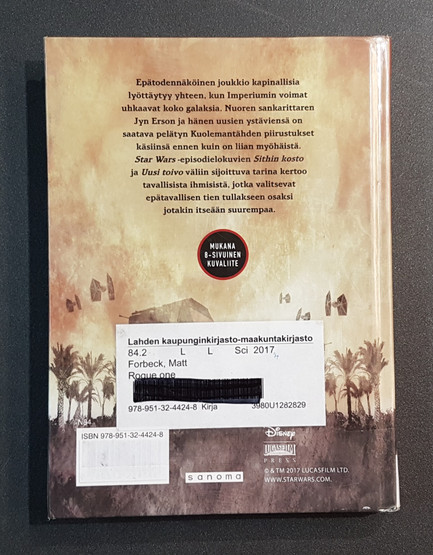 Epätodennäköinen joukkio kapinallisia
lyöttäytyy yhteen, kun Imperiumin voimat
uhkaavat koko galaksia. Nuoren sankarittaren
Jyn Erson ja hänen uusien ystäviensä on
saatava pelätyn Kuolemantähden piirustukset
käsiinsä ennen kuin on liian myöhäistä.
Star Wars -episodielokuvien Sithin kosto
ja Uusi toivo väliin sijoittuva tarina kertoo
tavallisista ihmisistä, jotka valitsevat
epätavallisen tien tullakseen osaksi
jotakin itseään suurempaa.
MUKANA
8-SIVUINEN
KUVALIITE
Lahden kaupunginkirjasto-maakuntakirjasto
84.2 L L Sci 2017
Forbeck, Matt
Rogue one
978-951-32-4424-8 Kirja 3980U1282829
N84
ISBN 978-951-32-4424-8
sanoma
Disney
LUCASFILM
PRESS
© & TM 2017 LUCASFILM LTD.
WWW.STARWARS.COM.